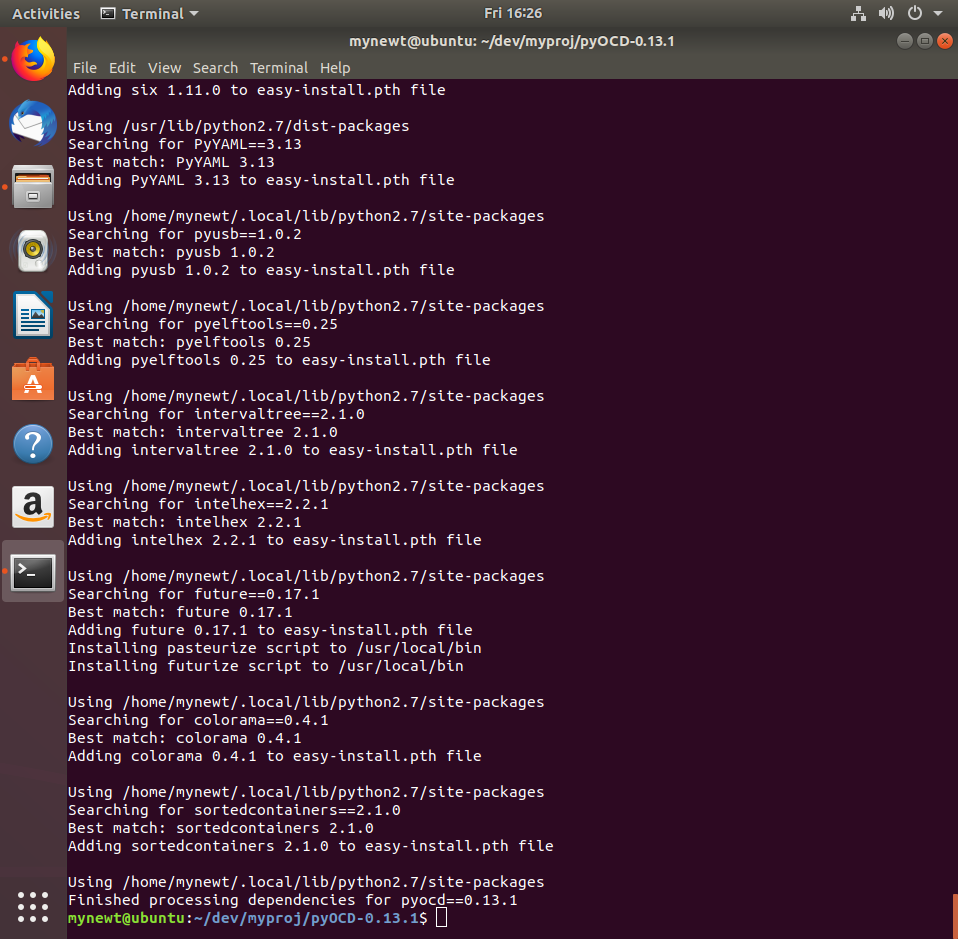 Activities Terminal Fri 16:26
mynewt@ubuntu: ~/dev/myproj/pyOCD-0.13.1
File Edit View Search Terminal Help
Adding six 1.11.0 to easy-install.pth file
Using /usr/lib/python2.7/dist-packages
Searching for PyYAML==3.13
Best match: PyYAML 3.13
Adding PyYAML 3.13 to easy-install.pth file
Using /home/mynewt/.local/lib/python2.7/site-packages
Searching for pyusb==1.0.2
Best match: pyusb 1.0.2
Adding pyusb 1.0.2 to easy-install.pth file
Using /home/mynewt/.local/lib/python2.7/site-packages
Searching for pyelftools==0.25
Best match: pyelftools 0.25
Adding pyelftools 0.25 to easy-install.pth file
Using /home/mynewt/.local/lib/python2.7/site-packages
Searching for intervaltree==2.1.0
Best match: intervaltree 2.1.0
Adding intervaltree 2.1.0 to easy-install.pth file
Using /home/mynewt/.local/lib/python2.7/site-packages
Searching for intelhex==2.2.1
Best match: intelhex 2.2.1
Adding intelhex 2.2.1 to easy-install.pth file
Using /home/mynewt/.local/lib/python2.7/site-packages
Searching for future==0.17.1
Best match: future 0.17.1
Adding future 0.17.1 to easy-install.pth file
Installing pasteurize script to /usr/local/bin
Installing futurize script to /usr/local/bin
Using /home/mynewt/.local/lib/python2.7/site-packages
Searching for colorama==0.4.1
Best match: colorama 0.4.1
Adding colorama 0.4.1 to easy-install.pth file
Using /home/mynewt/.local/lib/python2.7/site-packages
Searching for sortedcontainers==2.1.0
Best match: sortedcontainers 2.1.0
Adding sortedcontainers 2.1.0 to easy-install.pth file
Using /home/mynewt/.local/lib/python2.7/site-packages
Finished processing dependencies for pyocd==0.13.1
mynewt@ubuntu:~/dev/myproj/pyOCD-0.13.1$